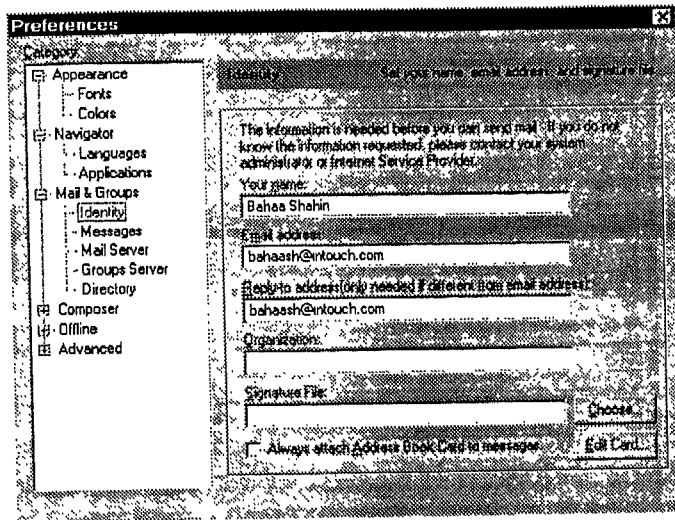 Preferences
Category:
Appearance
Fonts
Colors
Navigator
Languages
Applications
Mail & Groups
Identity
Messages
Mail Server
Groups Server
Directory
Composer
Offline
Advanced
Identity Set your name, email address, and signature file
The information is needed before you can send mail. If you do not
know the information requested, please contact your system
administrator or Internet Service Provider.
Your name:
Bahaa Shahin
Email address:
bahaash@intouch.com
Reply-to address(only needed if different from email address):
bahaash@intouch.com
Organization:
Signature File:
Choose...
Always attach Address Book Card to messages
Edit Card...